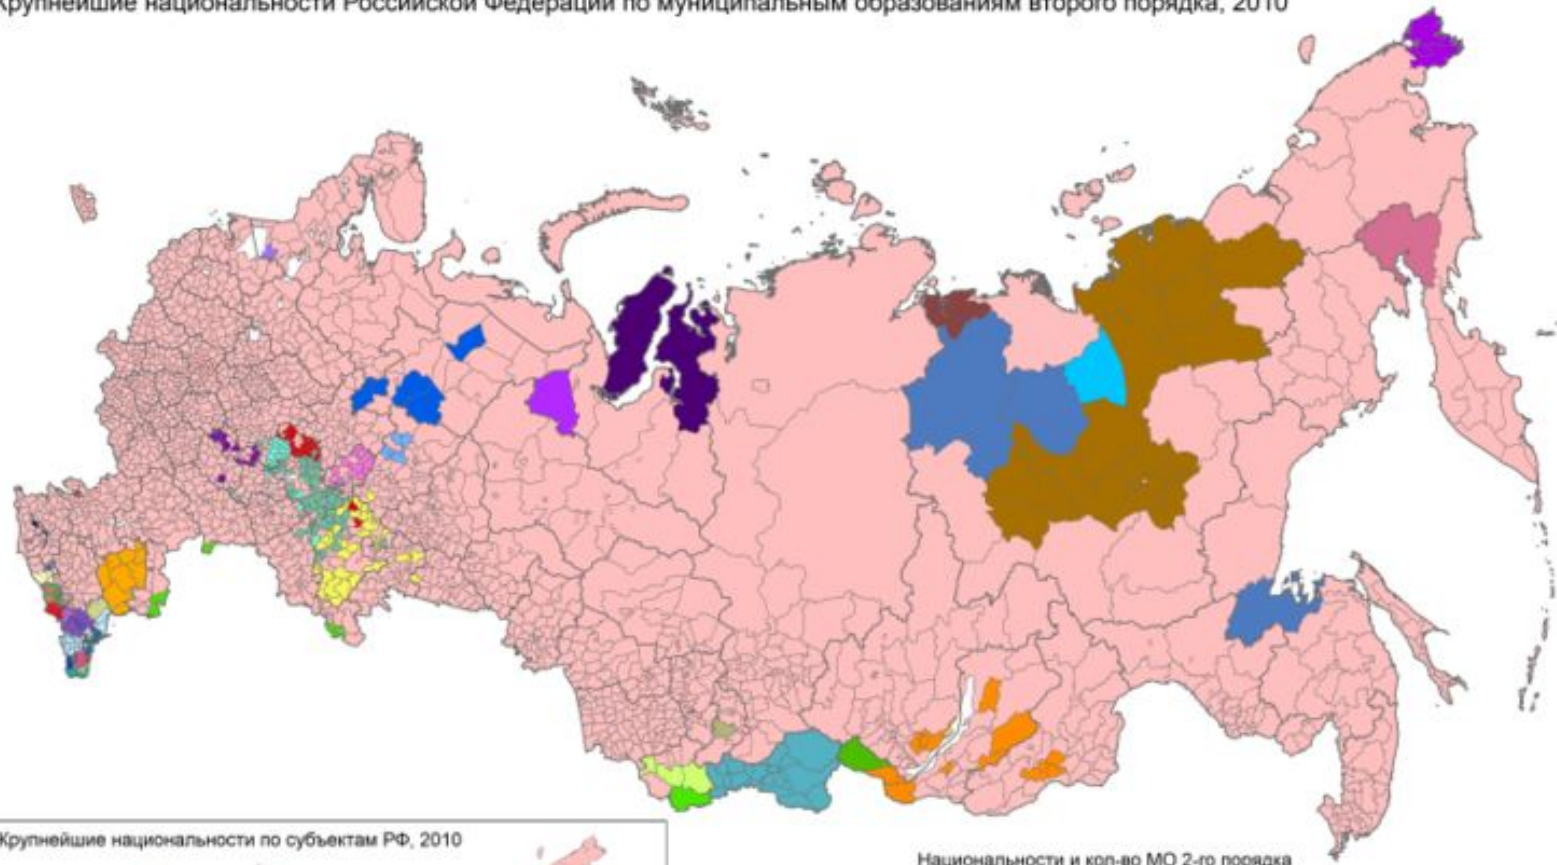 Крупнейшие национальности Российской Федерации по муниципальным образованиям второго порядка, 2010
Крупнейшие национальности по субъектам РФ, 2010
Национальности и кол-во МО 2-го порядка